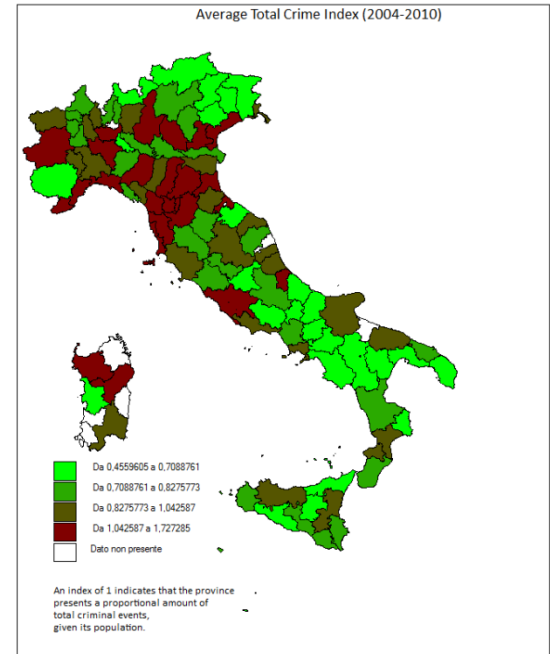 Average Total Crime Index (2004-2010)
Da 0,4559605 a 0,7088761
Da 0,7088761 a 0,8275773
Da 0,8275773 a 1,042587
Da 1,042587 a 1,727285
Dato non presente
An index of 1 indicates that the province
presents a proportional amount of
total criminal events,
given its population.